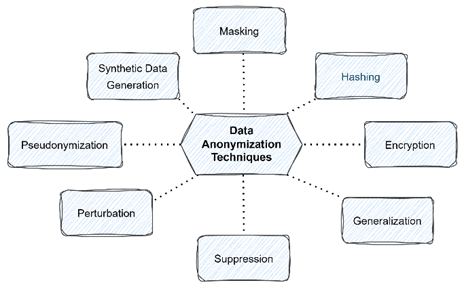 Masking
Synthetic Data
Generation
Hashing
Data
Anonymization
Techniques
Pseudonymization
Encryption
Perturbation
Generalization
Suppression